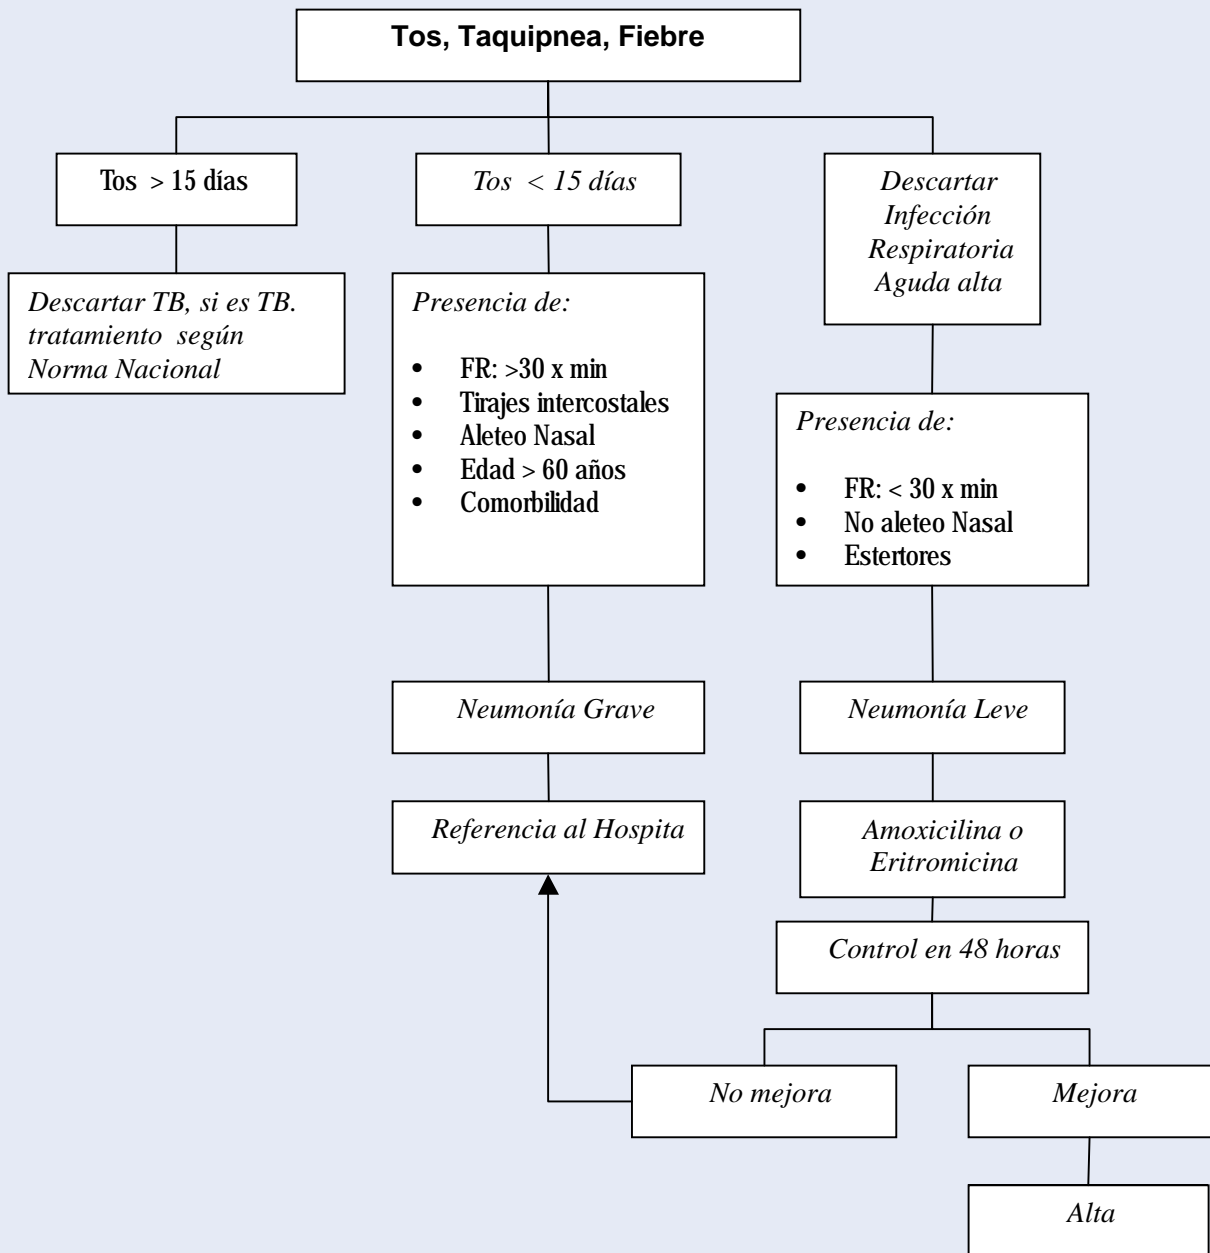 Tos, Taquipnea, Fiebre
Tos > 15 días
Descartar TB, si es TB.
tratamiento según
Norma Nacional
Tos < 15 días
Presencia de:
• FR: >30 x min
• Tirajes intercostales
• Aleteo Nasal
• Edad > 60 años
• Comorbilidad
Neumonía Grave
Referencia al Hospita
Descartar
Infección
Respiratoria
Aguda alta
Presencia de:
• FR: < 30 x min
• No aleteo Nasal
• Estertores
Neumonía Leve
Amoxicilina o
Eritromicina
Control en 48 horas
No mejora
Mejora
Alta